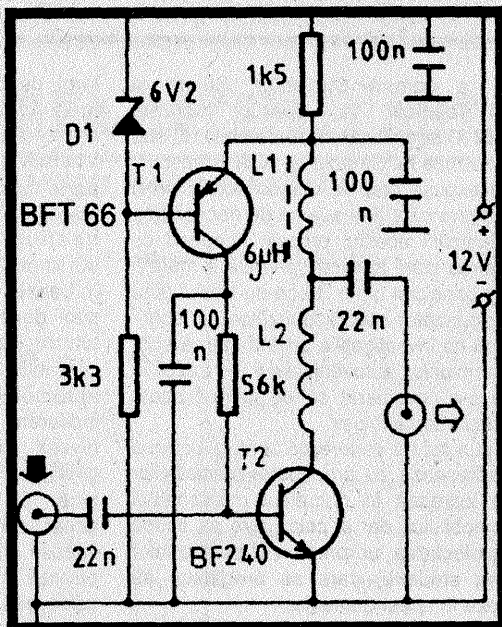 100n
1k5
6V2
D1
T1
L1
100
n
BFT 66
6µH
+
12V
-
100
n
22n
L2
3k3
56k
T2
22n
BF240